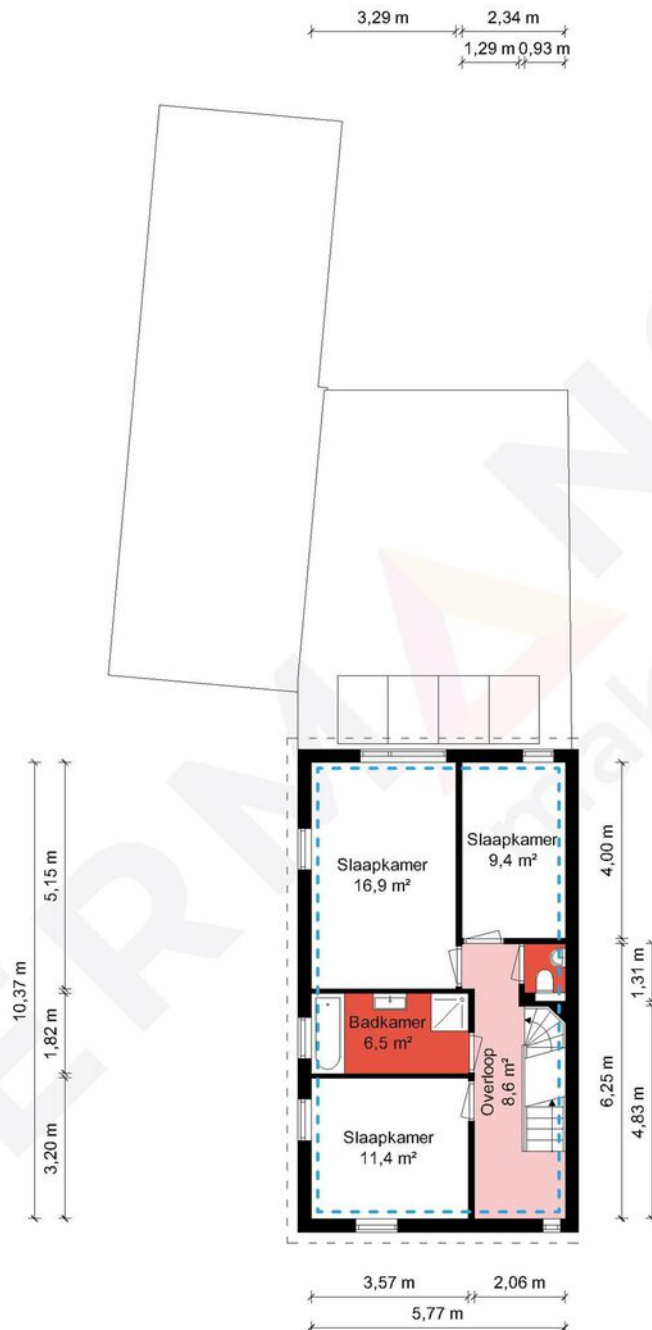 3,29 m
2,34 m
1,29 m
0,93 m
Slaapkamer
16,9 m²
Slaapkamer
9,4 m²
Badkamer
6,5 m²
Overloop
8,6 m²
Slaapkamer
11,4 m²
10,37 m
5,15 m
1,82 m
3,20 m
4,00 m
6,25 m
1,31 m
4,83 m
3,57 m
2,06 m
5,77 m